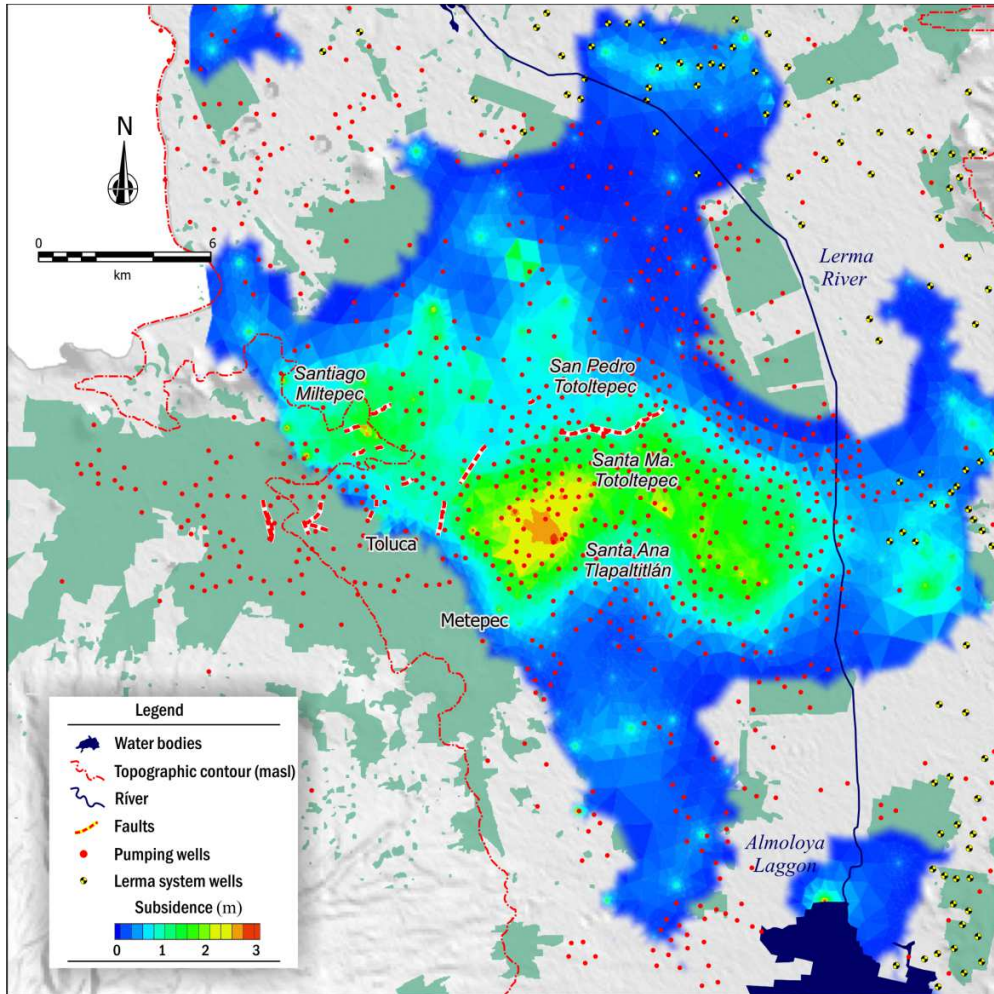 N
0
6
km
Lerma
River
Santiago
Miltepec
San Pedro
Totoltepec
Santa Ma.
Totoltepec
Toluca
Santa Ana
Tlapaltitlán
Metepec
Almoloya
Laggon
Legend
Water bodies
Topographic contour (masl)
Ríver
Faults
Pumping wells
Lerma system wells
Subsidence (m)
0 1 2 3